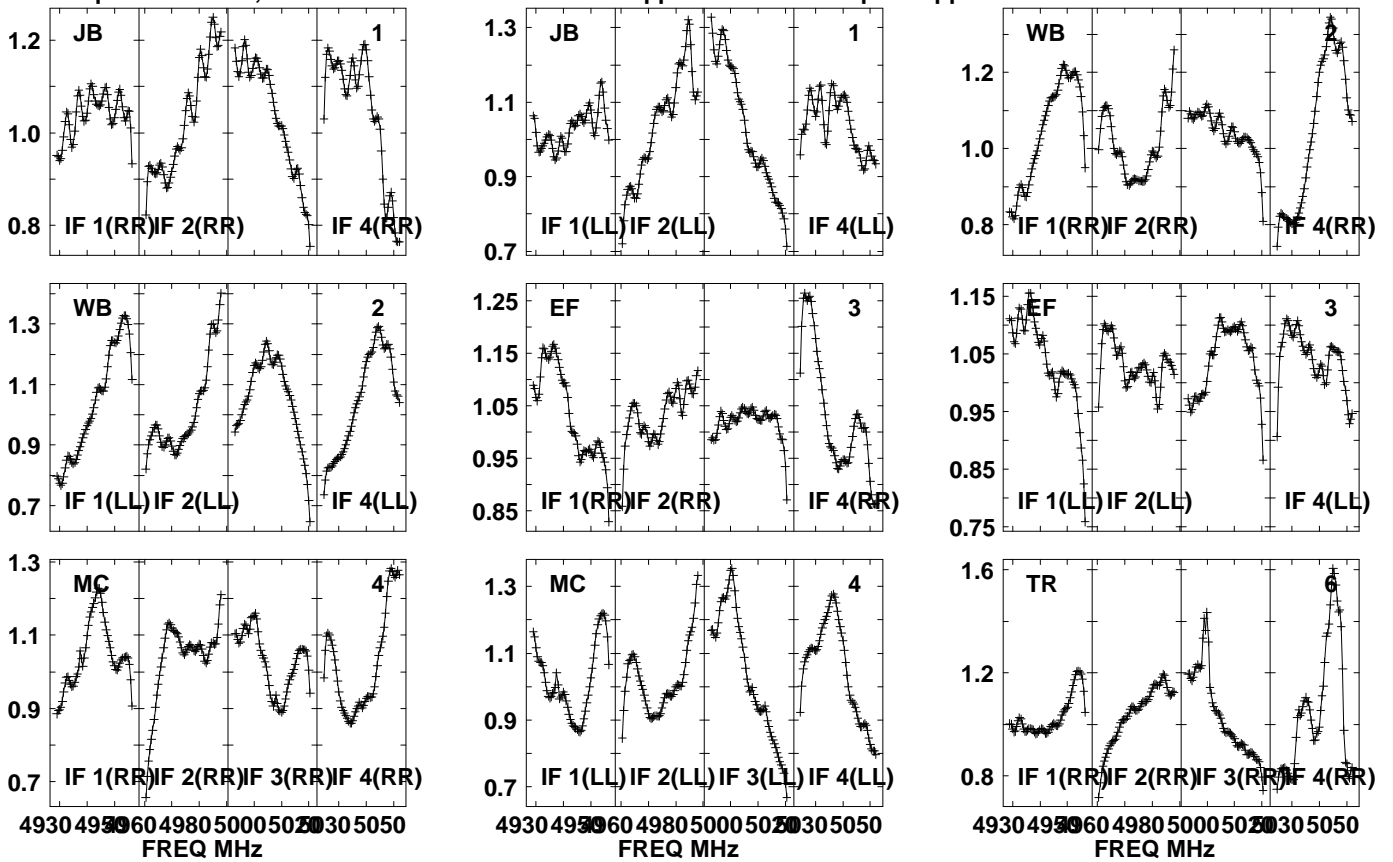 JB 1
1.2
1.0
0.8
IF 1(RR) IF 2(RR) IF 4(RR)
JB 1
1.3
1.1
0.9
0.7
IF 1(LL) IF 2(LL) IF 4(LL)
WB 2
1.2
1.0
0.8
IF 1(RR) IF 2(RR) IF 4(RR)
WB 2
1.3
1.1
0.9
0.7
IF 1(LL) IF 2(LL) IF 4(LL)
EF 3
1.25
1.15
1.05
0.95
0.85
IF 1(RR) IF 2(RR) IF 4(RR)
EF 3
1.15
1.05
0.95
0.85
0.75
IF 1(LL) IF 2(LL) IF 4(LL)
MC 4
1.3
1.1
0.9
0.7
IF 1(RR) IF 2(RR) IF 3(RR) IF 4(RR)
4930 4950 4960 4980 5000 5020 5030 5050
FREQ MHz
MC 4
1.3
1.1
0.9
0.7
IF 1(LL) IF 2(LL) IF 3(LL) IF 4(LL)
4930 4950 4960 4980 5000 5020 5030 5050
FREQ MHz
TR 6
1.6
1.2
0.8
IF 1(RR) IF 2(RR) IF 3(RR) IF 4(RR)
4930 4950 4960 4980 5000 5020 5030 5050
FREQ MHz